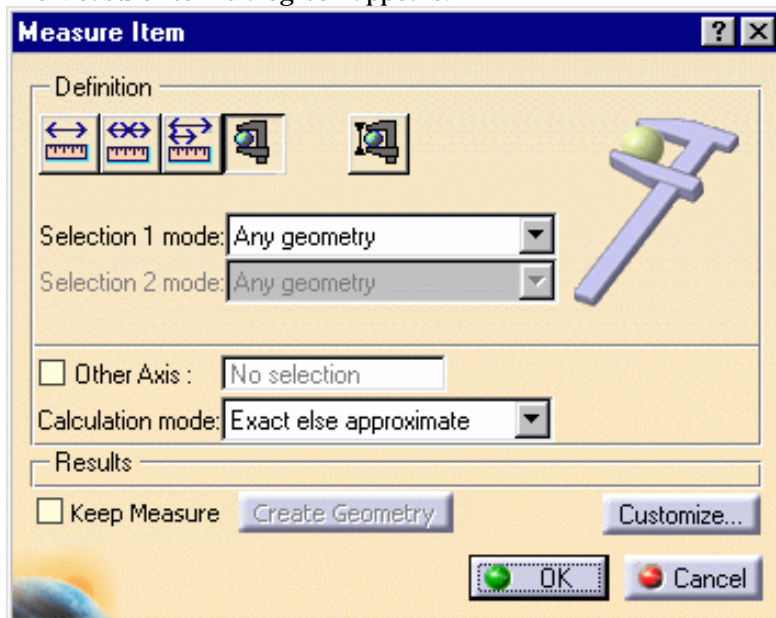 Measure Item
Definition
Selection 1 mode: Any geometry
Selection 2 mode: Any geometry
Other Axis : No selection
Calculation mode: Exact else approximate
Results
Keep Measure Create Geometry Customize...
OK Cancel